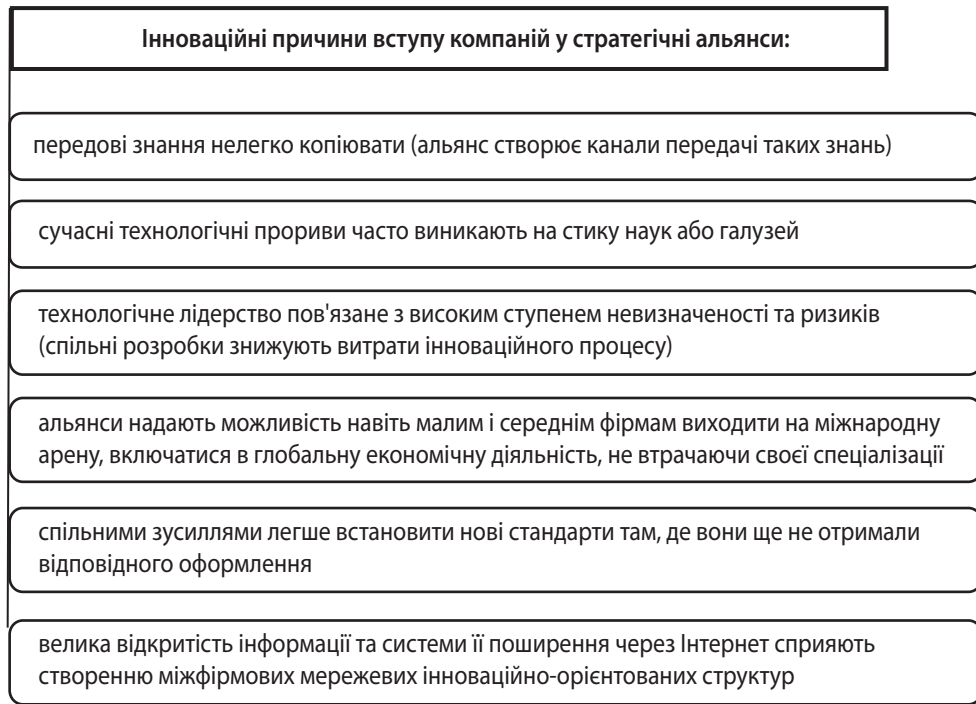 Інноваційні причини вступу компаній у стратегічні альянси:
передові знання нелегко копіювати (альянс створює канали передачі таких знань)
сучасні технологічні прориви часто виникають на стику наук або галузей
технологічне лідерство пов'язане з високим ступенем невизначеності та ризиків
(спільні розробки знижують витрати інноваційного процесу)
альянси надають можливість навіть малим і середнім фірмам виходити на міжнародну
арену, включатися в глобальну економічну діяльність, не втрачаючи своєї спеціалізації
спільними зусиллями легше встановити нові стандарти там, де вони ще не отримали
відповідного оформлення
велика відкритість інформації та системи її поширення через Інтернет сприяють
створенню міжфірмових мережевих інноваційно-орієнтованих структур